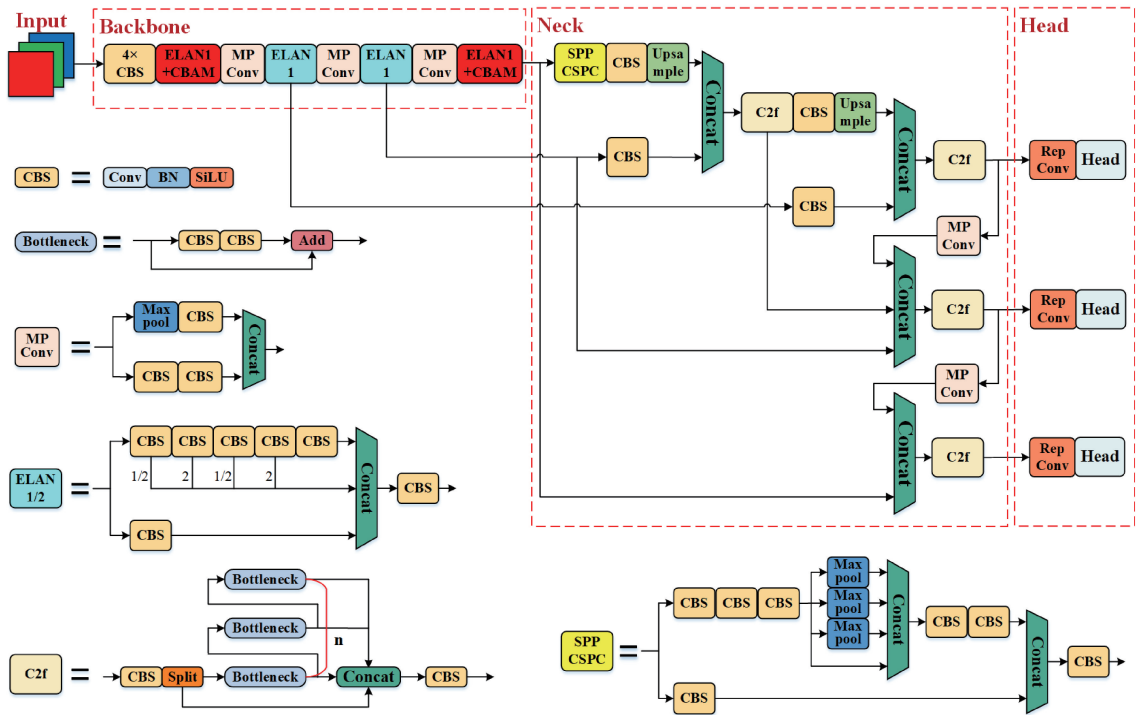 Input
Backbone
Neck
Head
4×
CBS
ELAN1
+CBAM
MP
Conv
ELAN
1
MP
Conv
ELAN
1
MP
Conv
ELAN1
+CBAM
SPP
CSPC
CBS
Upsa
mple
Concat
CBS
C2f
CBS
Upsa
mple
Concat
CBS
C2f
Rep
Conv
Head
MP
Conv
Concat
C2f
Rep
Conv
Head
MP
Conv
Concat
C2f
Rep
Conv
Head
CBS
=
Conv
BN
SiLU
Bottleneck
=
CBS
CBS
Add
MP
Conv
=
Max
pool
CBS
CBS
CBS
Concat
ELAN
1/2
=
CBS
CBS
CBS
CBS
CBS
1/2
2
1/2
2
CBS
Concat
CBS
C2f
=
CBS
Split
Bottleneck
Bottleneck
Bottleneck
n
Concat
CBS
SPP
CSPC
=
CBS
CBS
CBS
Max
pool
Max
pool
Max
pool
Concat
CBS
CBS
CBS
Concat
CBS